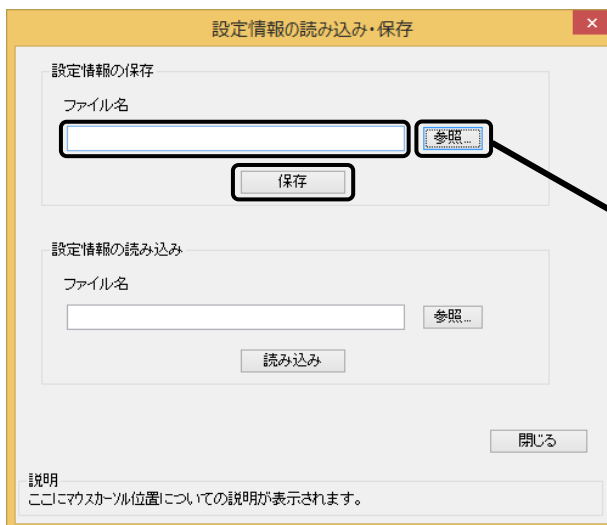 設定情報の読み込み・保存
×
設定情報の保存
ファイル名
参照...
保存
設定情報の読み込み
ファイル名
参照...
読み込み
閉じる
説明
ここにマウスカーソル位置についての説明が表示されます。